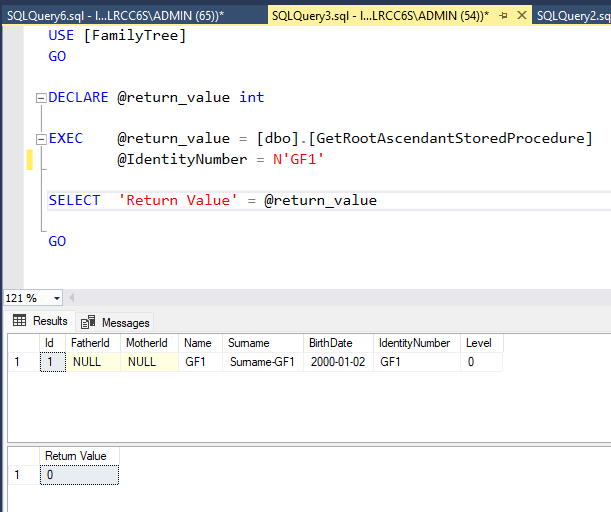 SQLQuery6.sql - I...LRCC6S\ADMIN (65))* SQLQuery3.sql - I...LRCC6S\ADMIN (54))* SQLQuery2.sq
USE [FamilyTree]
GO
DECLARE @return_value int
EXEC @return_value = [dbo].[GetRootAscendantStoredProcedure]
@IdentityNumber = N'GF1'
SELECT 'Return Value' = @return_value
GO
121 %
Results Messages
Id FatherId MotherId Name Surname BirthDate IdentityNumber Level
1 1 NULL NULL GF1 Surname-GF1 2000-01-02 GF1 0
Return Value
1 0